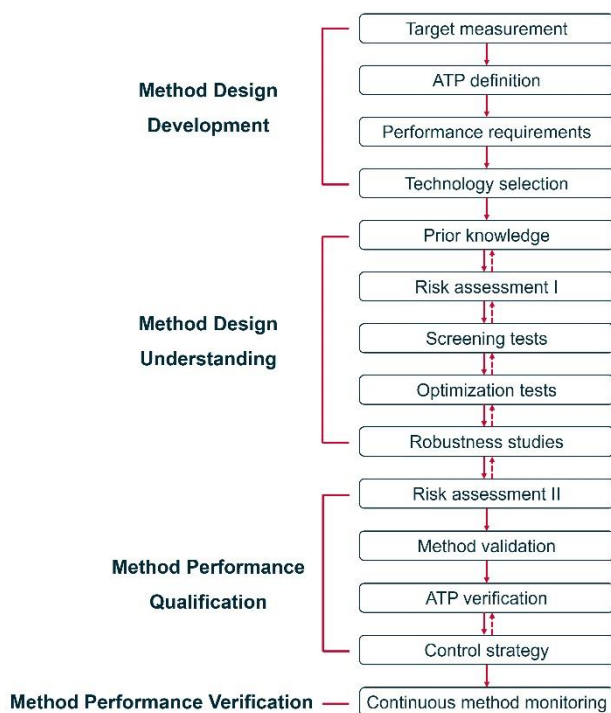 Target measurement
ATP definition
Method Design
Development
Performance requirements
Technology selection
Prior knowledge
Risk assessment I
Method Design
Understanding
Screening tests
Optimization tests
Robustness studies
Risk assessment II
Method validation
Method Performance
Qualification
ATP verification
Control strategy
Method Performance Verification
Continuous method monitoring